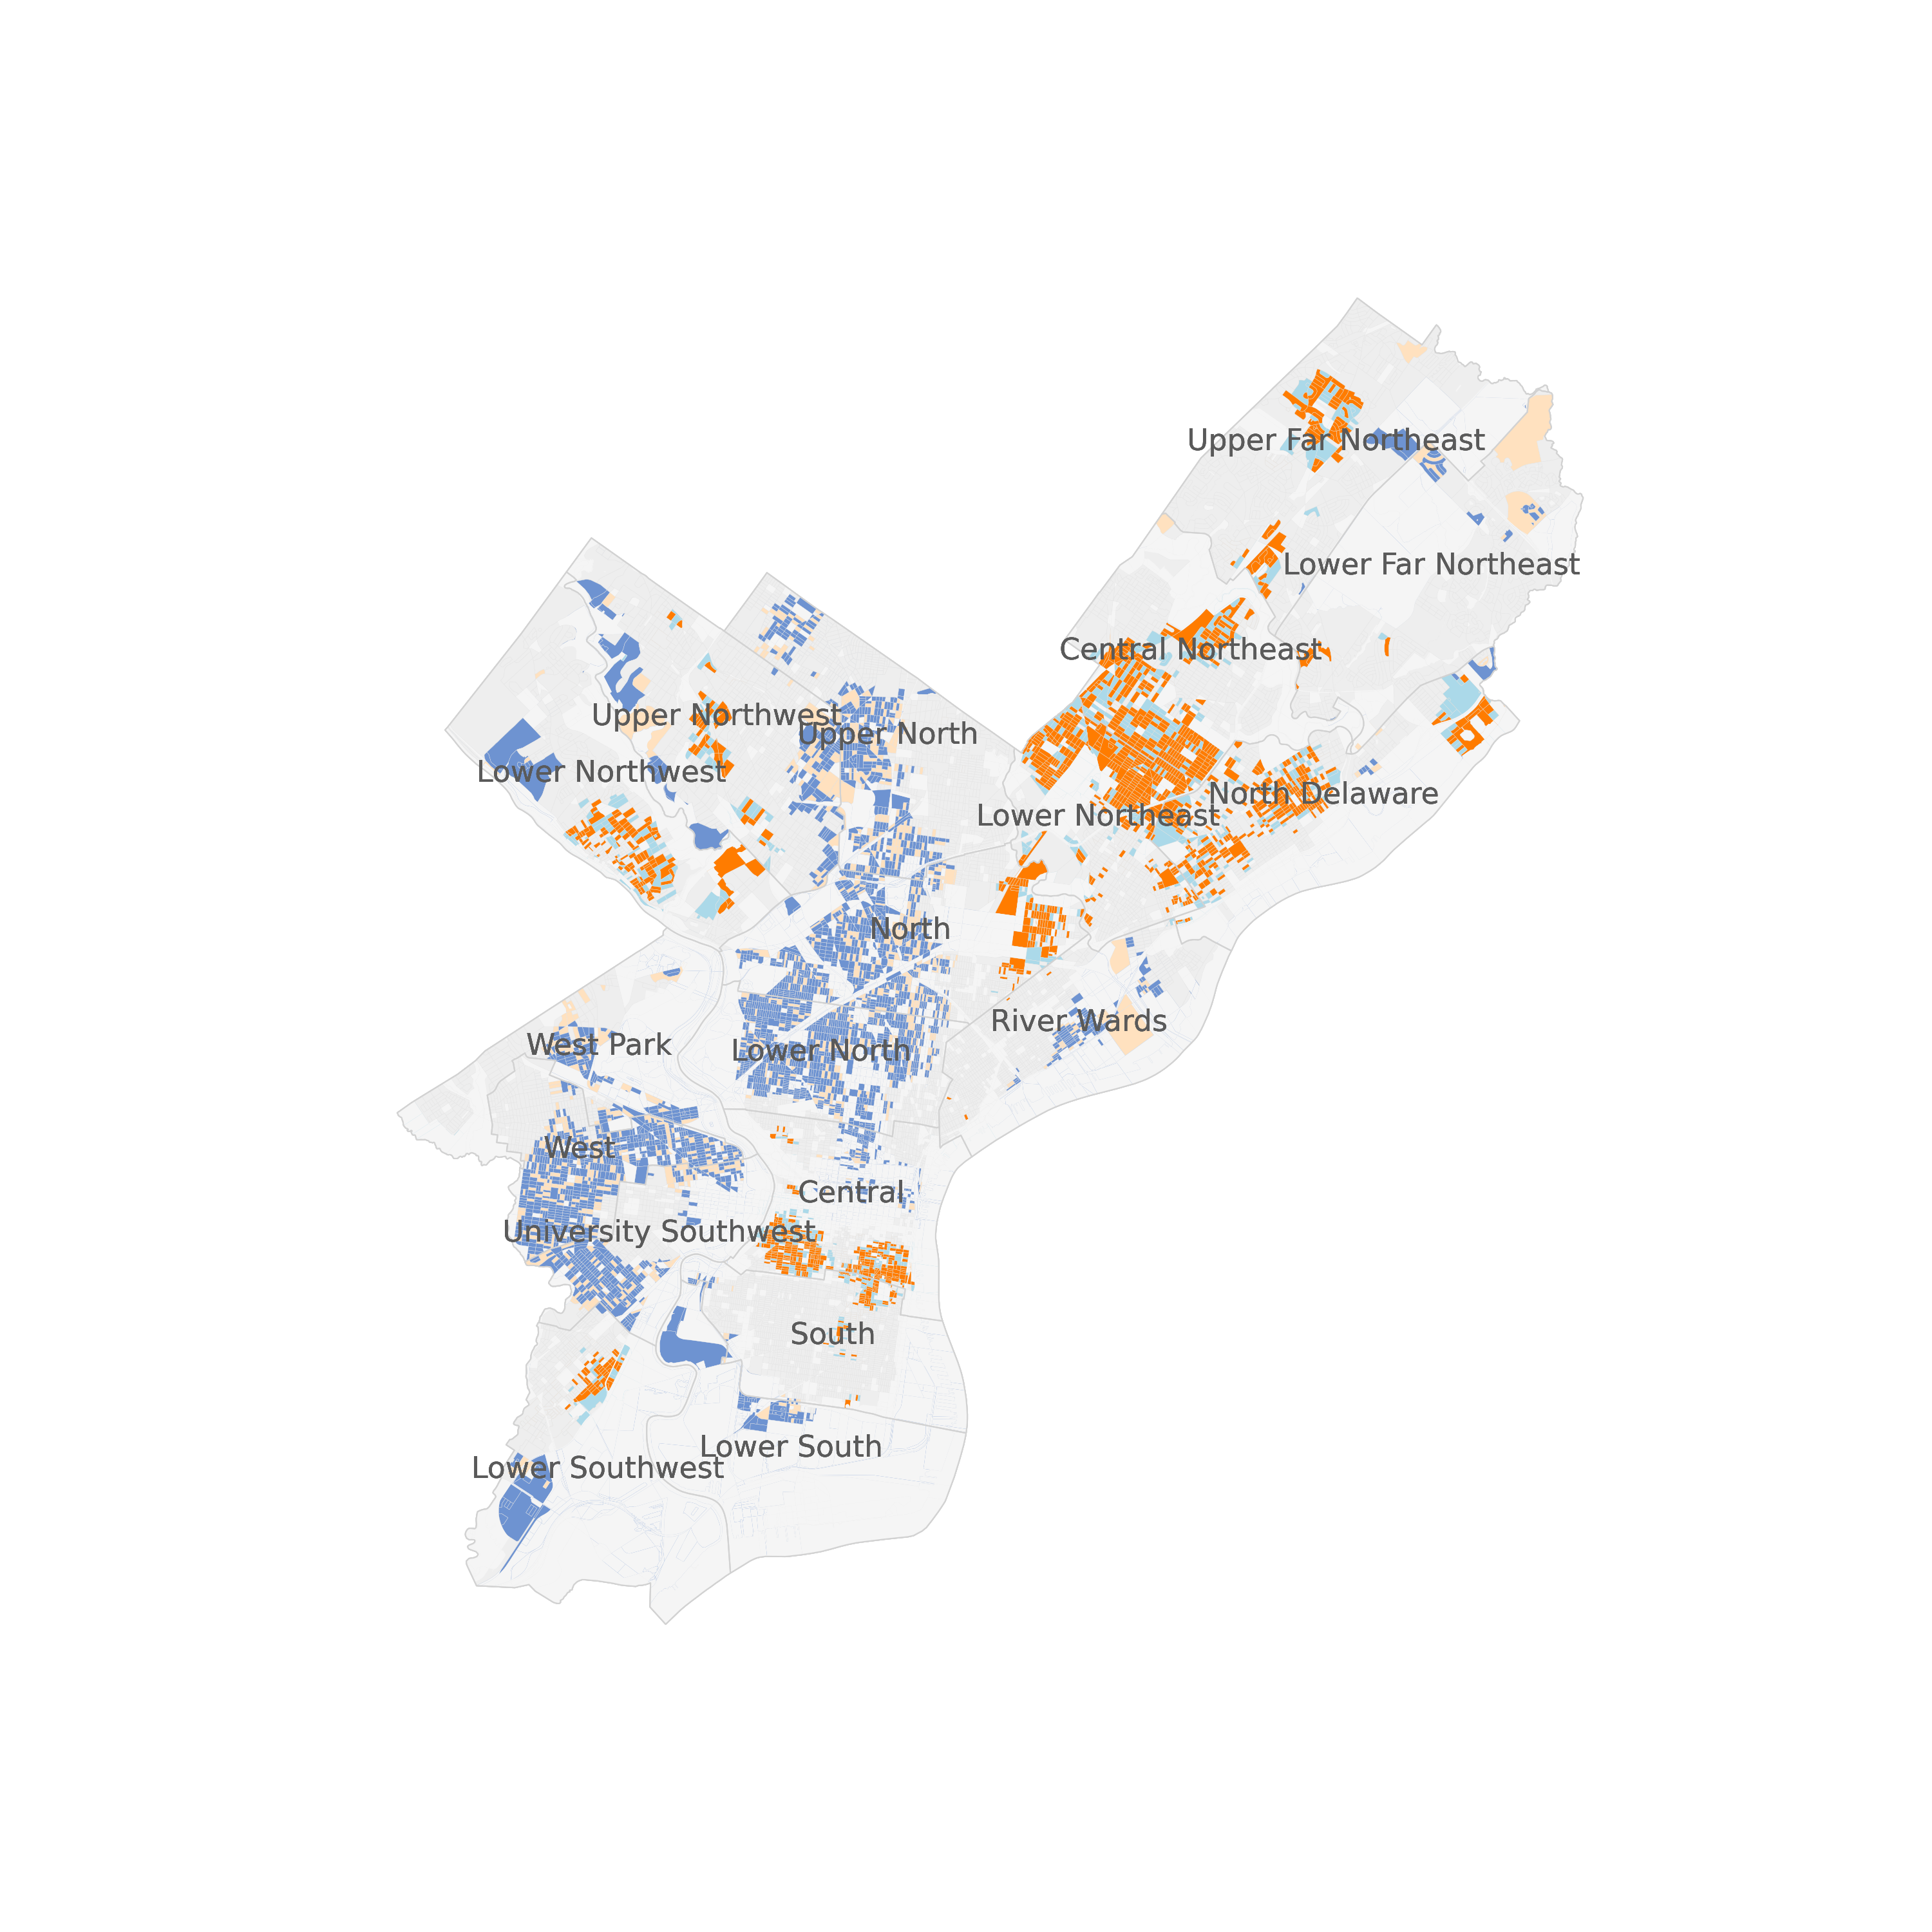 Upper Far Northeast
Lower Far Northeast
Central Northeast
Upper Northwest
Upper North
Lower Northwest
North Delaware
Lower Northeast
North
River Wards
West Park
Lower North
West
Central
University Southwest
South
Lower South
Lower Southwest